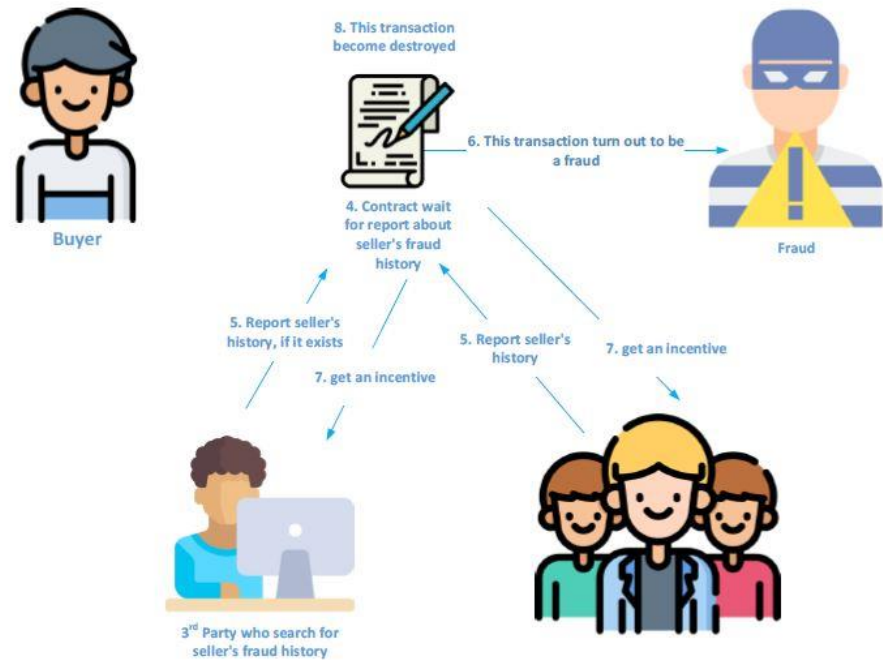 8. This transaction
become destroyed
6. This transaction turn out to be
a fraud
4. Contract wait
for report about
seller's fraud
history
Buyer
Fraud
5. Report seller's
history, if it exists
7. get an incentive
5. Report seller's
history
7. get an incentive
3rd Party who search for
seller's fraud history